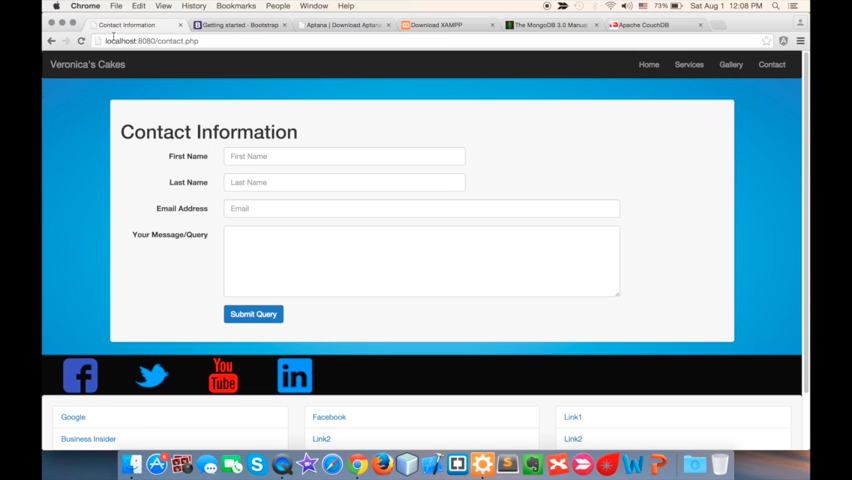 Chrome File Edit View History Bookmarks People Window Help 73% Sat Aug 1 12:08 PM
Contact Information Getting started · Bootstrap Aptana | Download Aptana Download XAMPP The MongoDB 3.0 Manual Apache CouchDB
localhost:8080/contact.php
Veronica's Cakes Home Services Gallery Contact
Contact Information
First Name First Name
Last Name Last Name
Email Address Email
Your Message/Query
Submit Query
f You Tube in
Google Facebook Link1
Business Insider Link2 Link2